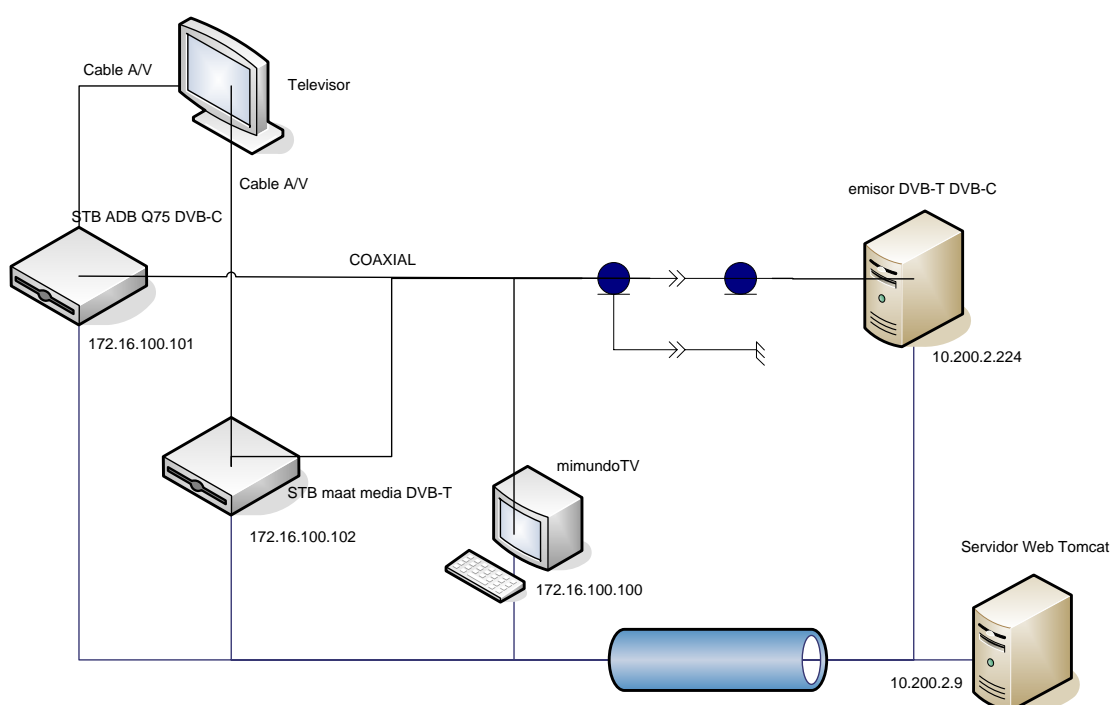 Cable A/V
Televisor
Cable A/V
emisor DVB-T DVB-C
STB ADB Q75 DVB-C
COAXIAL
172.16.100.101
10.200.2.224
mimundoTV
STB maat media DVB-T
172.16.100.102
Servidor Web Tomcat
172.16.100.100
10.200.2.9